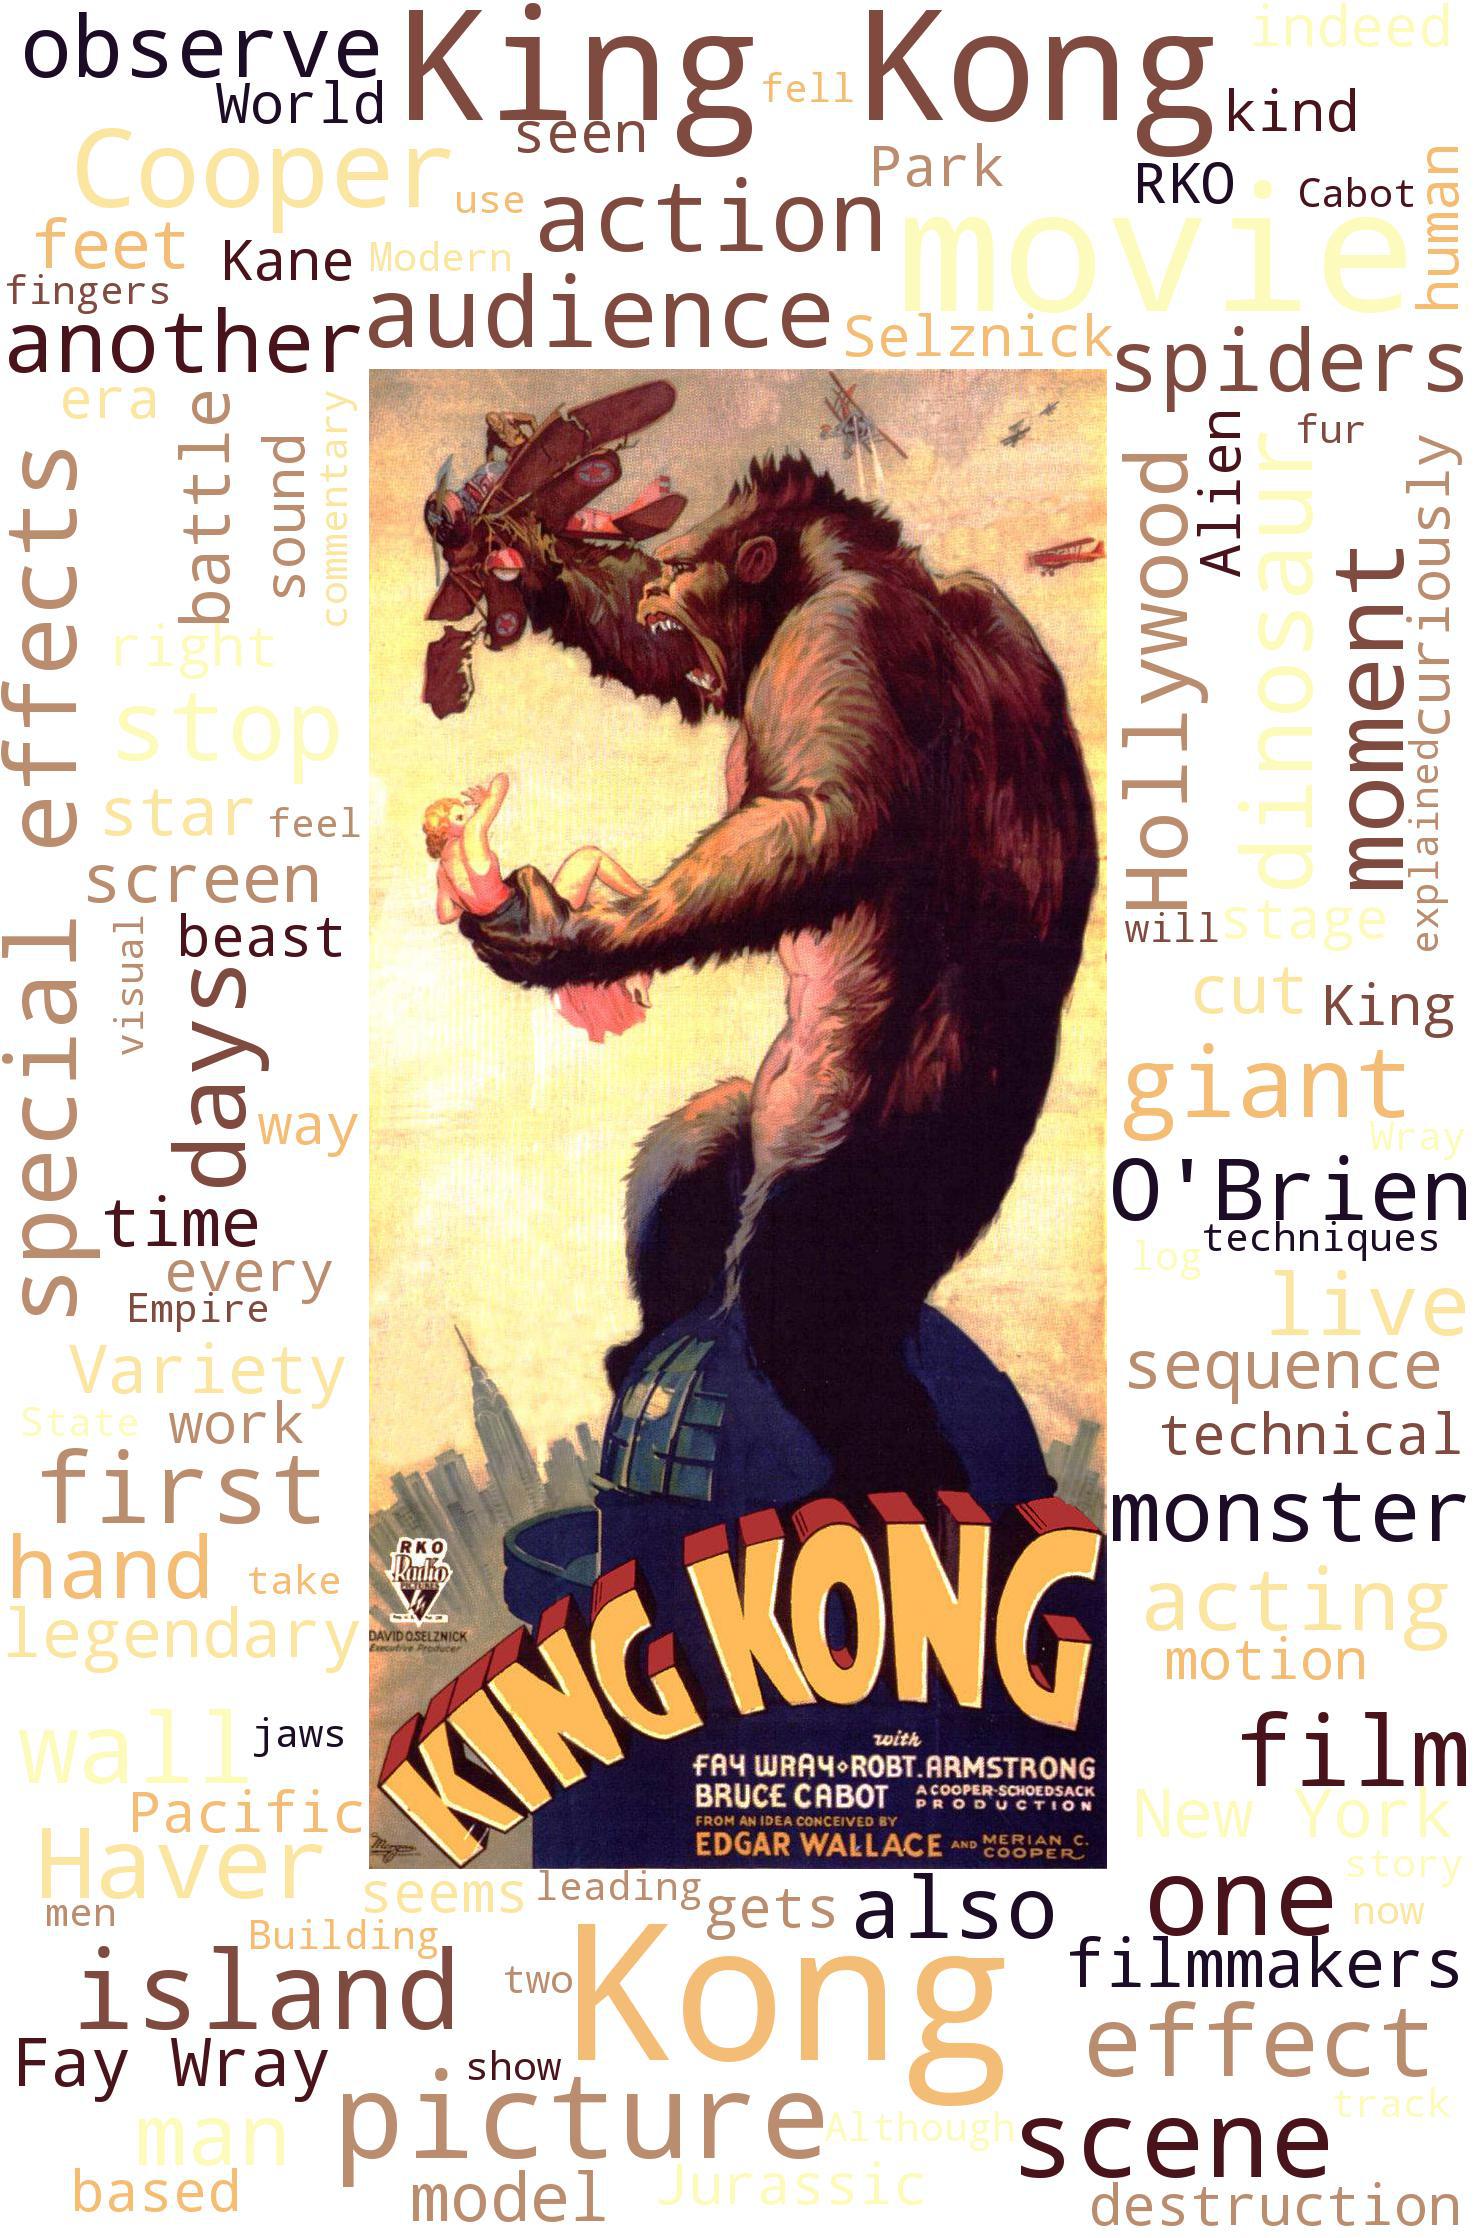 observe King Kong indeed
World fell kind
seen
Cooper use action Park RKO Cabot human
feet Kane Modern movie
fingers
another audience Selznick spiders
era battle sound commentary
special effects
right
stop
star feel
screen
visual beast
days way
time
every
Empire
Variety
State work
first
hand take
legendary
wall jaws
Pacific
Haver
men
fur
Hollywood Alien dinosaur moment curiously
explained
will stage
cut King
giant
Wray
O'Brien
log techniques
live
sequence
technical
monster
acting
motion
film
New York
story
one now
RKO
Radio
PICTURES
DAVID O. SELZNICK
Executive Producer
KING KONG
with
FAY WRAY ROBT. ARMSTRONG
BRUCE CABOT A COOPER-SCHOEDSACK
PRODUCTION
FROM AN IDEA CONCEIVED BY
EDGAR WALLACE AND MERIAN C.
COOPER
seems leading gets also
Building filmmakers
island two Kong
effect
Fay Wray show
picture
man Although scene track
based model Jurassic destruction